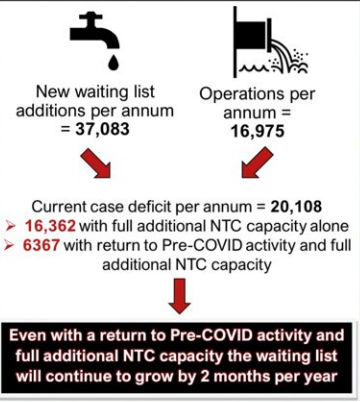 New waiting list
additions per annum
= 37,083
Operations per
annum =
16,975
Current case deficit per annum = 20,108
➢ 16,362 with full additional NTC capacity alone
➢ 6367 with return to Pre-COVID activity and full
additional NTC capacity
Even with a return to Pre-COVID activity and
full additional NTC capacity the waiting list
will continue to grow by 2 months per year